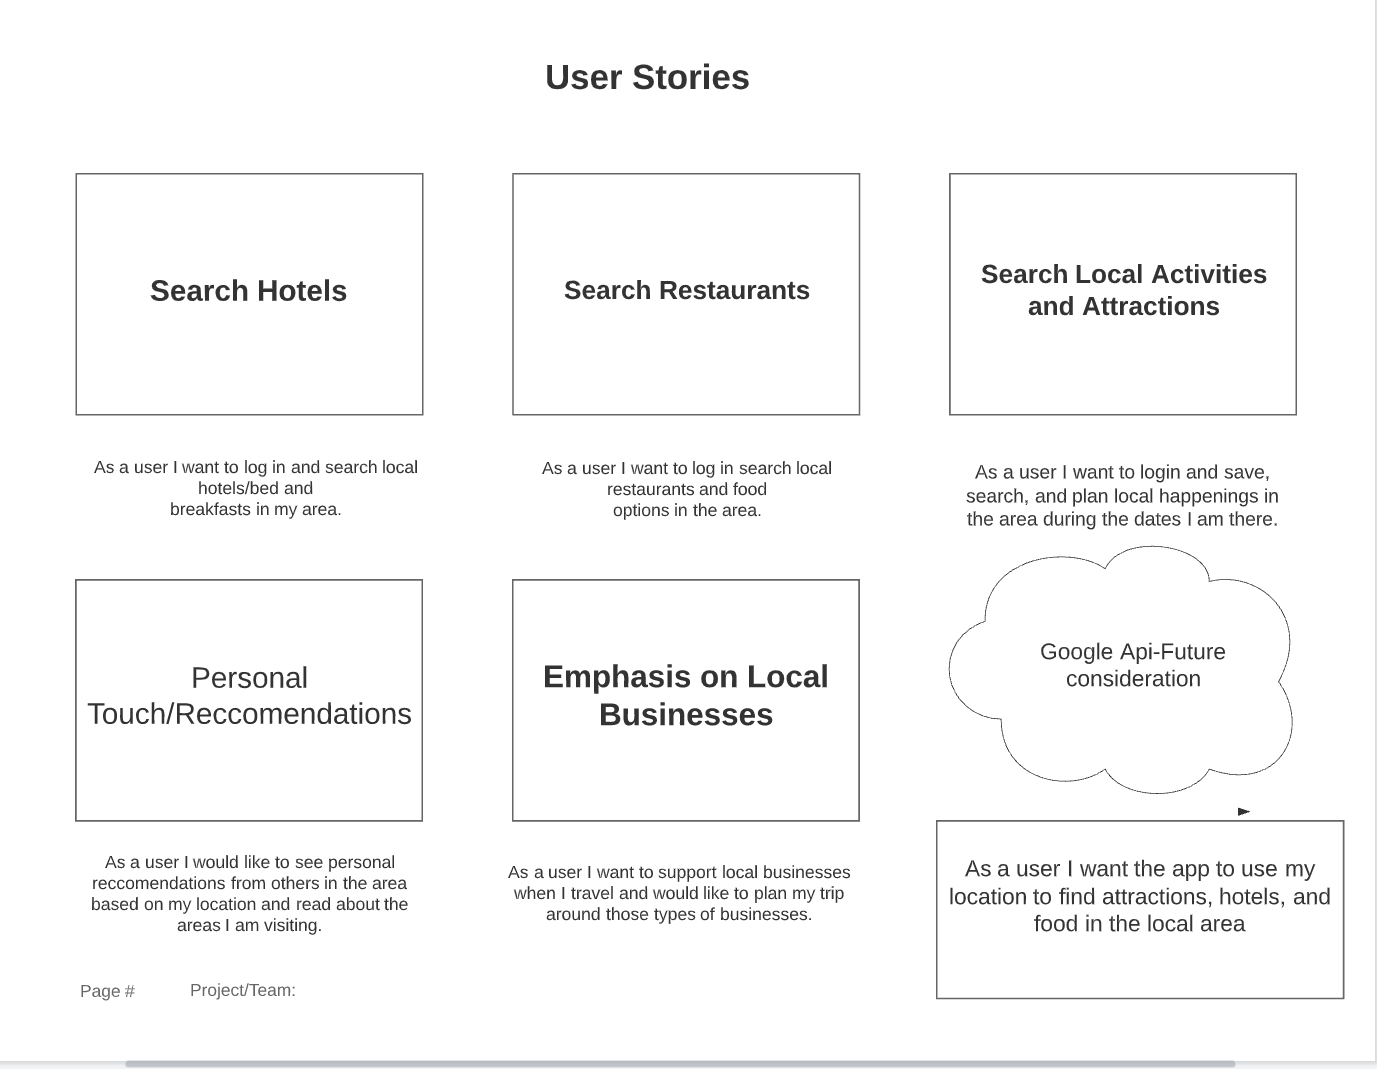 User Stories
Search Hotels
Search Restaurants
Search Local Activities
and Attractions
As a user I want to log in and search local
hotels/bed and
breakfasts in my area.
As a user I want to log in search local
restaurants and food
options in the area.
As a user I want to login and save,
search, and plan local happenings in
the area during the dates I am there.
Personal
Touch/Reccomendations
Emphasis on Local
Businesses
Google Api-Future
consideration
As a user I would like to see personal
reccomendations from others in the area
based on my location and read about the
areas I am visiting.
As a user I want to support local businesses
when I travel and would like to plan my trip
around those types of businesses.
As a user I want the app to use my
location to find attractions, hotels, and
food in the local area
Page #
Project/Team: